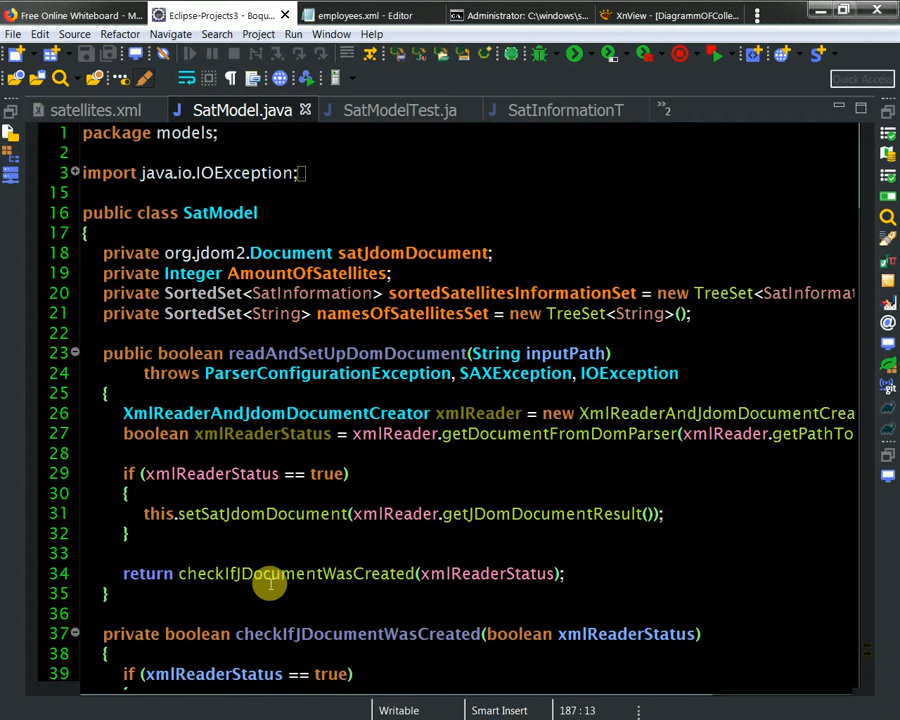 Free Online Whiteboard - M...
Eclipse-Projects3 - Boqu...
employees.xml - Editor
Administrator: C:\windows\s...
XnView - [DiagrammOFColle...
File Edit Source Refactor Navigate Search Project Run Window Help
Quick Access
satellites.xml
SatModel.java
SatModelTest.ja
SatInformationT
»2
1 package models;
2
3 import java.io.IOException;
15
16 public class SatModel
17 {
18 private org.jdom2.Document satJdomDocument;
19 private Integer AmountOfSatellites;
20 private SortedSet<SatInformation> sortedSatellitesInformationSet = new TreeSet<SatInformat
21 private SortedSet<String> namesOfSatellitesSet = new TreeSet<String>();
22
23 public boolean readAndSetUpDomDocument(String inputPath)
24 throws ParserConfigurationException, SAXException, IOException
25 {
26 XmlReaderAndJdomDocumentCreator xmlReader = new XmlReaderAndJdomDocumentCrea
27 boolean xmlReaderStatus = xmlReader.getDocumentFromDomParser(xmlReader.getPathTo
28
29 if (xmlReaderStatus == true)
30 {
31 this.setSatJdomDocument(xmlReader.getJDomDocumentResult());
32 }
33
34 return checkIfJDocumentWasCreated(xmlReaderStatus);
35 }
36
37 private boolean checkIfJDocumentWasCreated(boolean xmlReaderStatus)
38 {
39 if (xmlReaderStatus == true)
Writable
Smart Insert
187 : 13